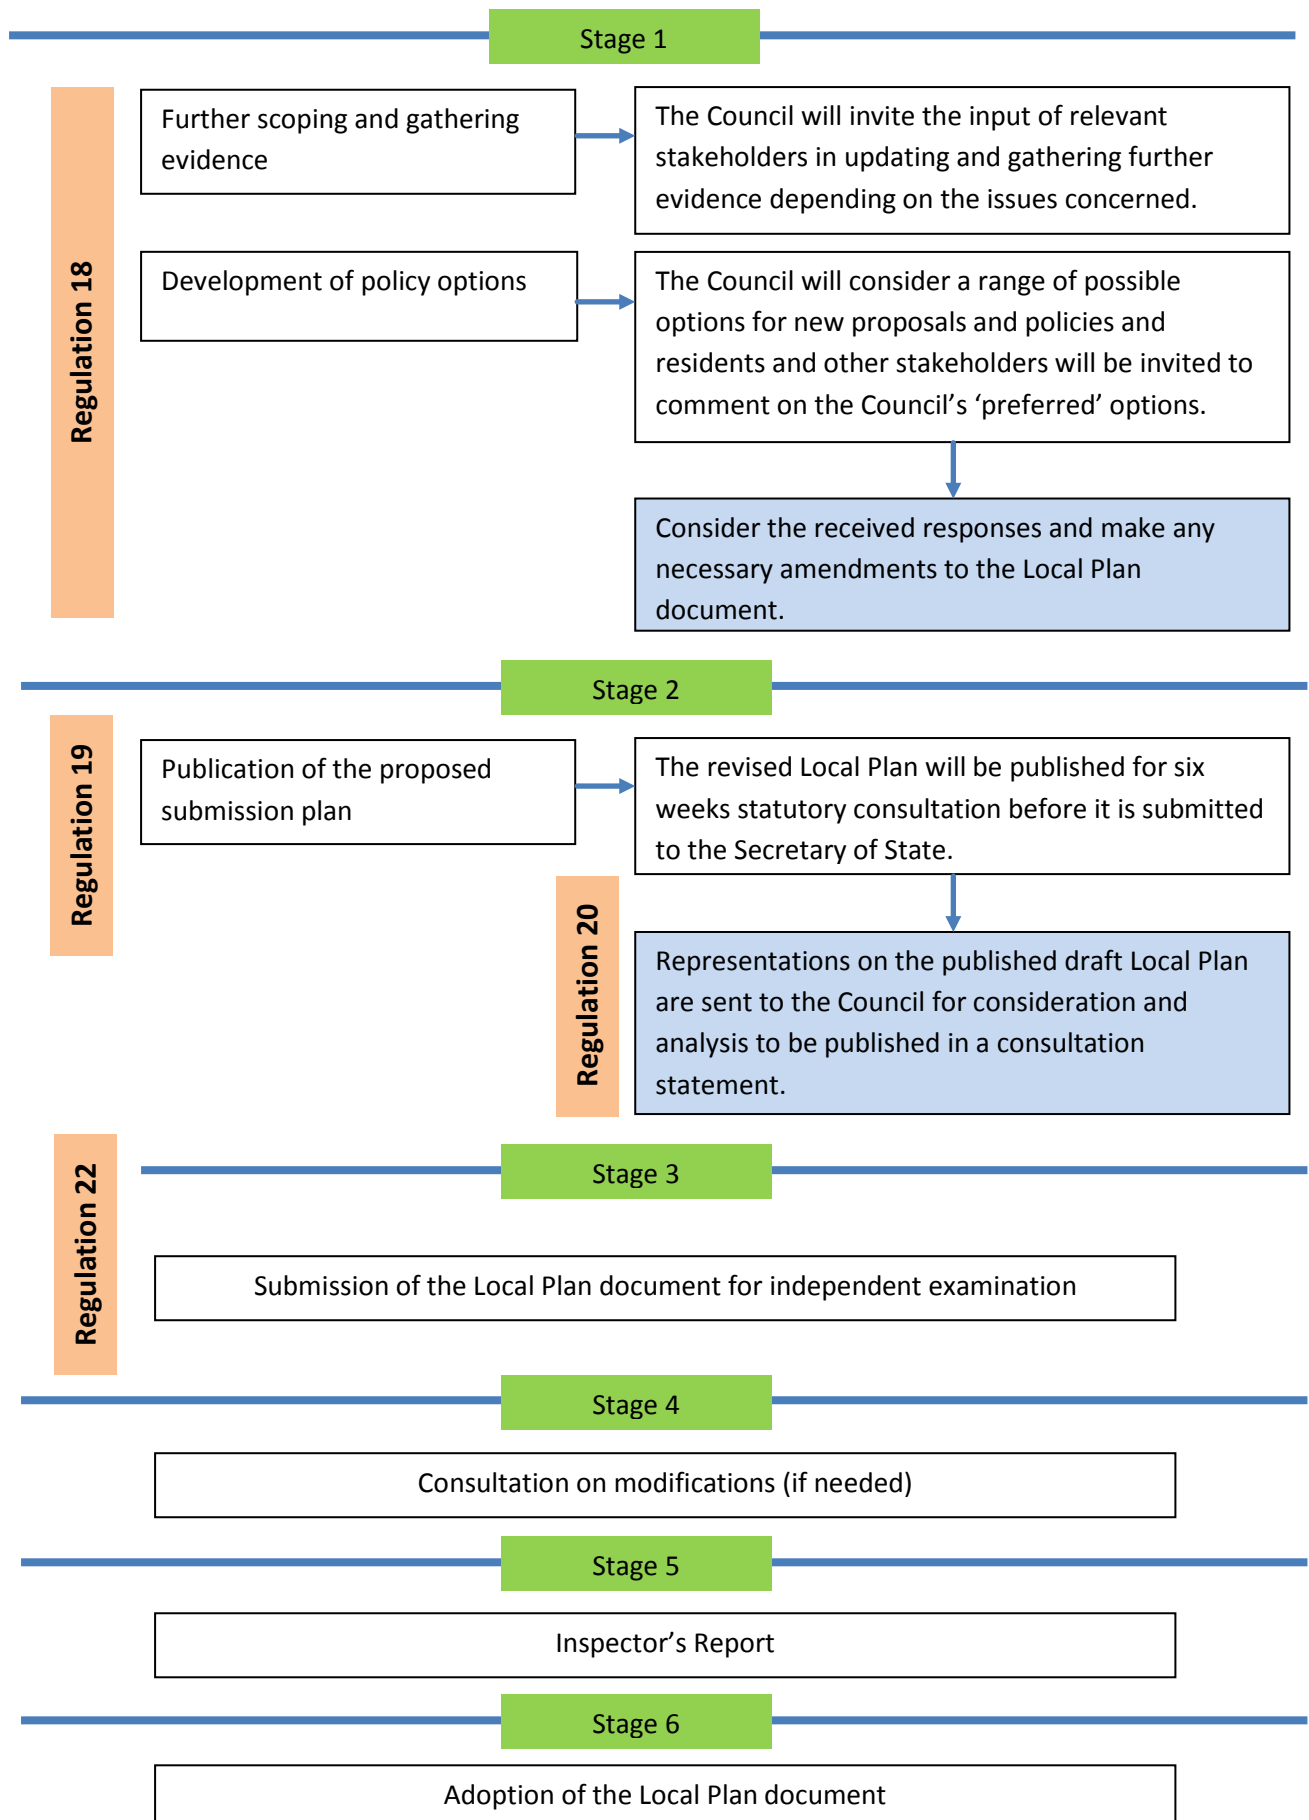 Stage 1
Regulation 18
Further scoping and gathering
evidence
The Council will invite the input of relevant
stakeholders in updating and gathering further
evidence depending on the issues concerned.
Development of policy options
The Council will consider a range of possible
options for new proposals and policies and
residents and other stakeholders will be invited to
comment on the Council’s ‘preferred’ options.
Consider the received responses and make any
necessary amendments to the Local Plan
document.
Stage 2
Regulation 19
Publication of the proposed
submission plan
The revised Local Plan will be published for six
weeks statutory consultation before it is submitted
to the Secretary of State.
Regulation 20
Representations on the published draft Local Plan
are sent to the Council for consideration and
analysis to be published in a consultation
statement.
Regulation 22
Stage 3
Submission of the Local Plan document for independent examination
Stage 4
Consultation on modifications (if needed)
Stage 5
Inspector’s Report
Stage 6
Adoption of the Local Plan document